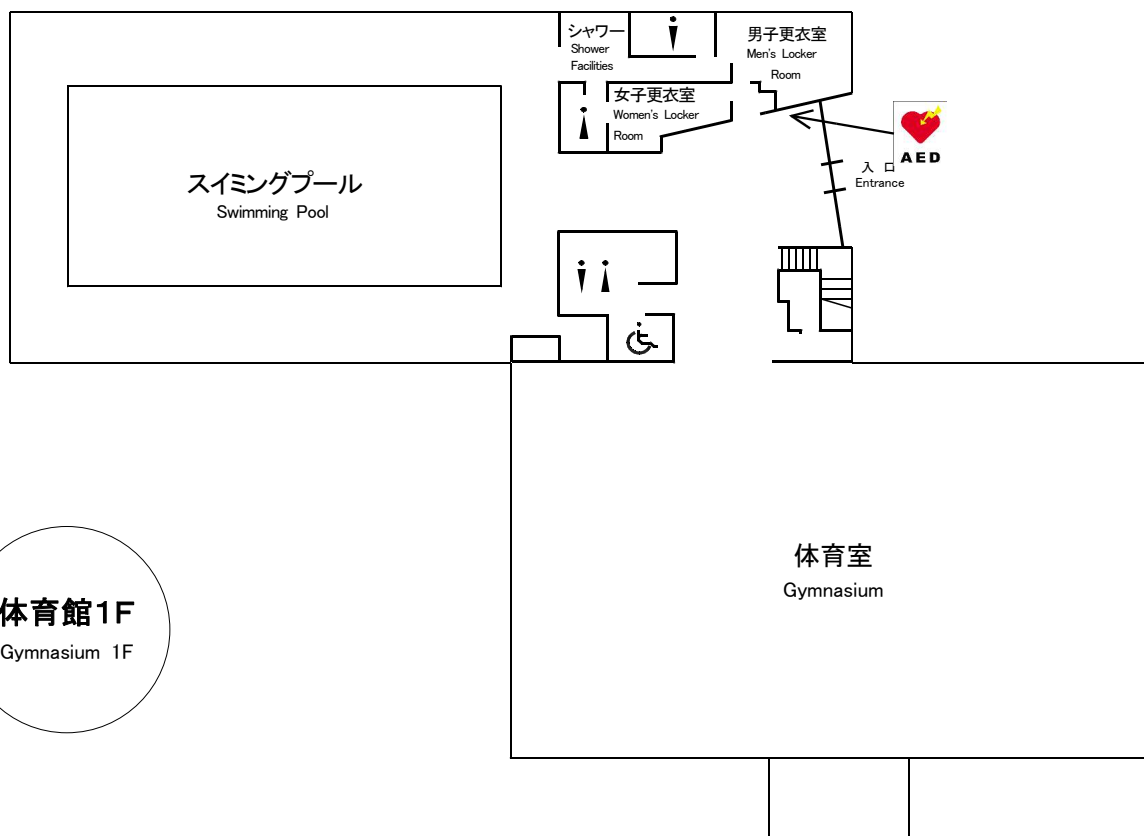 シャワー
Shower
Facilities
男子更衣室
Men's Locker
Room
女子更衣室
Women's Locker
Room
AED
入 口
Entrance
スイミングプール
Swimming Pool
体育室
Gymnasium
体育館1F
Gymnasium 1F